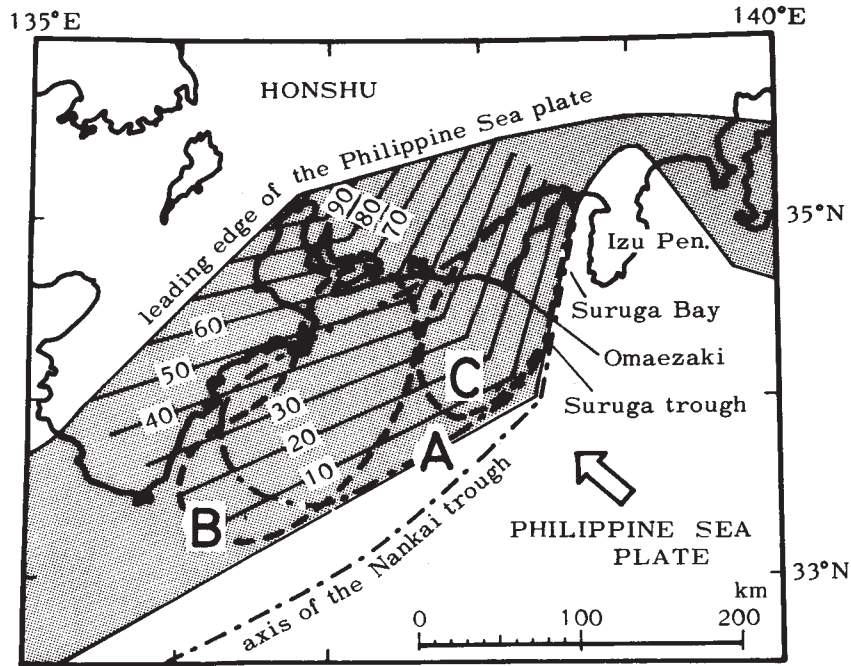 135°E
140°E
HONSHU
leading edge of the Philippine Sea plate
90
80
70
35°N
Izu Pen.
Suruga Bay
60
Omaezaki
50
C
Suruga trough
40
30
20
A
10
B
PHILIPPINE SEA
PLATE
axis of the Nankai trough
33°N
km
0
100
200